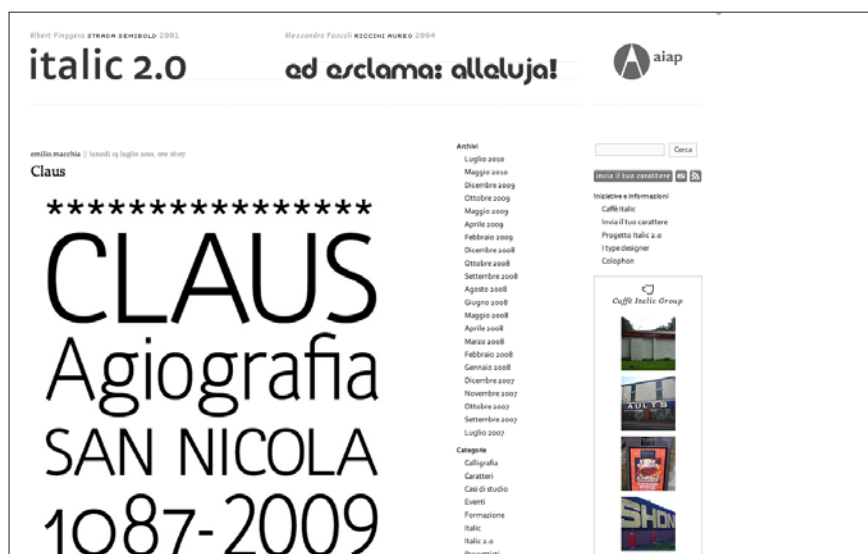 Albert Pinggera STRADA SEMIBOLD 2001
italic 2.0
Alessandra Fuscoli RICCINI AUREO 2004
ed esclama: alleluja!
aiap
emilio.macchia || lunedì 19 luglio 2010, ore 16:07
Claus
****************
CLAUS
Agiografia
SAN NICOLA
1087-2009
Archivi
Luglio 2010
Maggio 2010
Dicembre 2009
Ottobre 2009
Maggio 2009
Aprile 2009
Febbraio 2009
Dicembre 2008
Ottobre 2008
Settembre 2008
Agosto 2008
Giugno 2008
Maggio 2008
Aprile 2008
Marzo 2008
Febbraio 2008
Gennaio 2008
Dicembre 2007
Novembre 2007
Ottobre 2007
Settembre 2007
Luglio 2007
Categorie
Calligrafia
Caratteri
Casi di studio
Eventi
Formazione
Italic
Italic 2.0
Progettisti
Cerca
invia il tuo carattere
Iniziative e informazioni
Caffè Italic
Invia il tuo carattere
Progetto Italic 2.0
I type designer
Colophon
Caffè Italic Group
AULTS
SHON